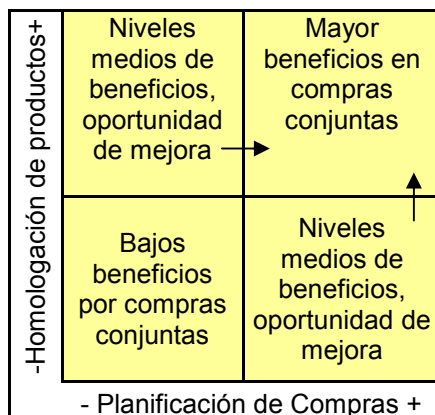 -Homologación de productos+
Niveles
medios de
beneficios,
oportunidad
de mejora
Mayor
beneficios en
compras
conjuntas
Bajos
beneficios
por compras
conjuntas
Niveles
medios de
beneficios,
oportunidad de
mejora
- Planificación de Compras +